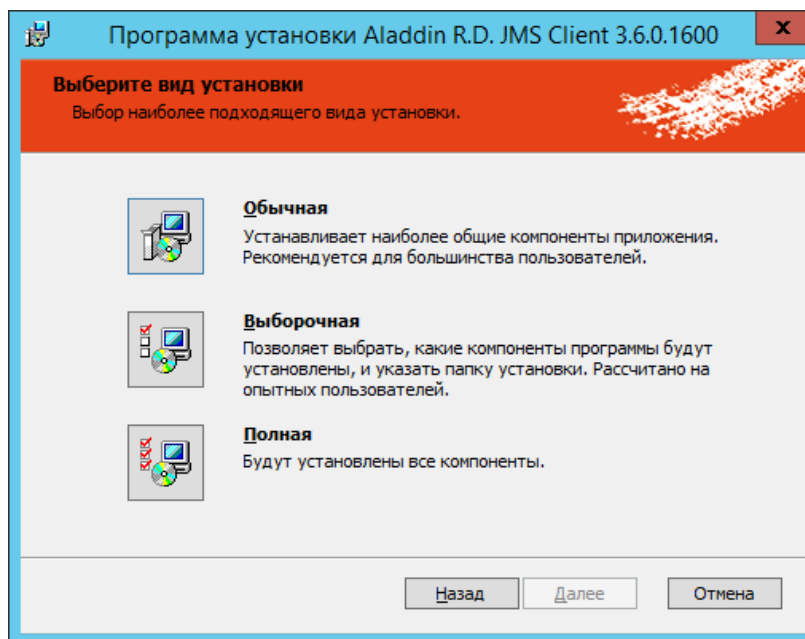 Программа установки Aladdin R.D. JMS Client 3.6.0.1600
x
Выберите вид установки
Выбор наиболее подходящего вида установки.
Обычная
Устанавливает наиболее общие компоненты приложения.
Рекомендуется для большинства пользователей.
Выборочная
Позволяет выбрать, какие компоненты программы будут
установлены, и указать папку установки. Рассчитано на
опытных пользователей.
Полная
Будут установлены все компоненты.
Назад
Далее
Отмена